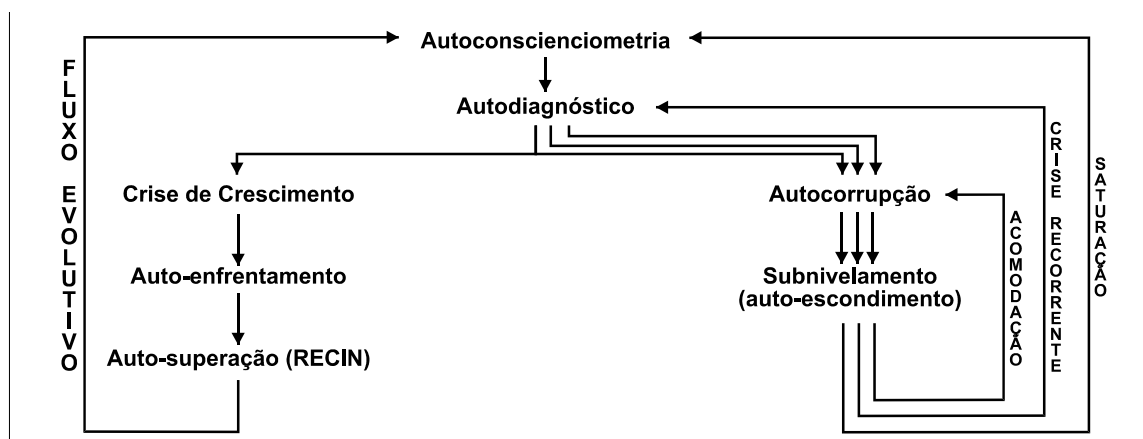 Autoconscienciometria
Autodiagnóstico
Crise de Crescimento
Autocorrupção
Auto-enfrentamento
Subnivelamento
(auto-escondimento)
Auto-superação (RECIN)
FLUXO EVOLUTIVO
ACOMODAÇÃO
CRISE RECORRENTE
SATURAÇÃO